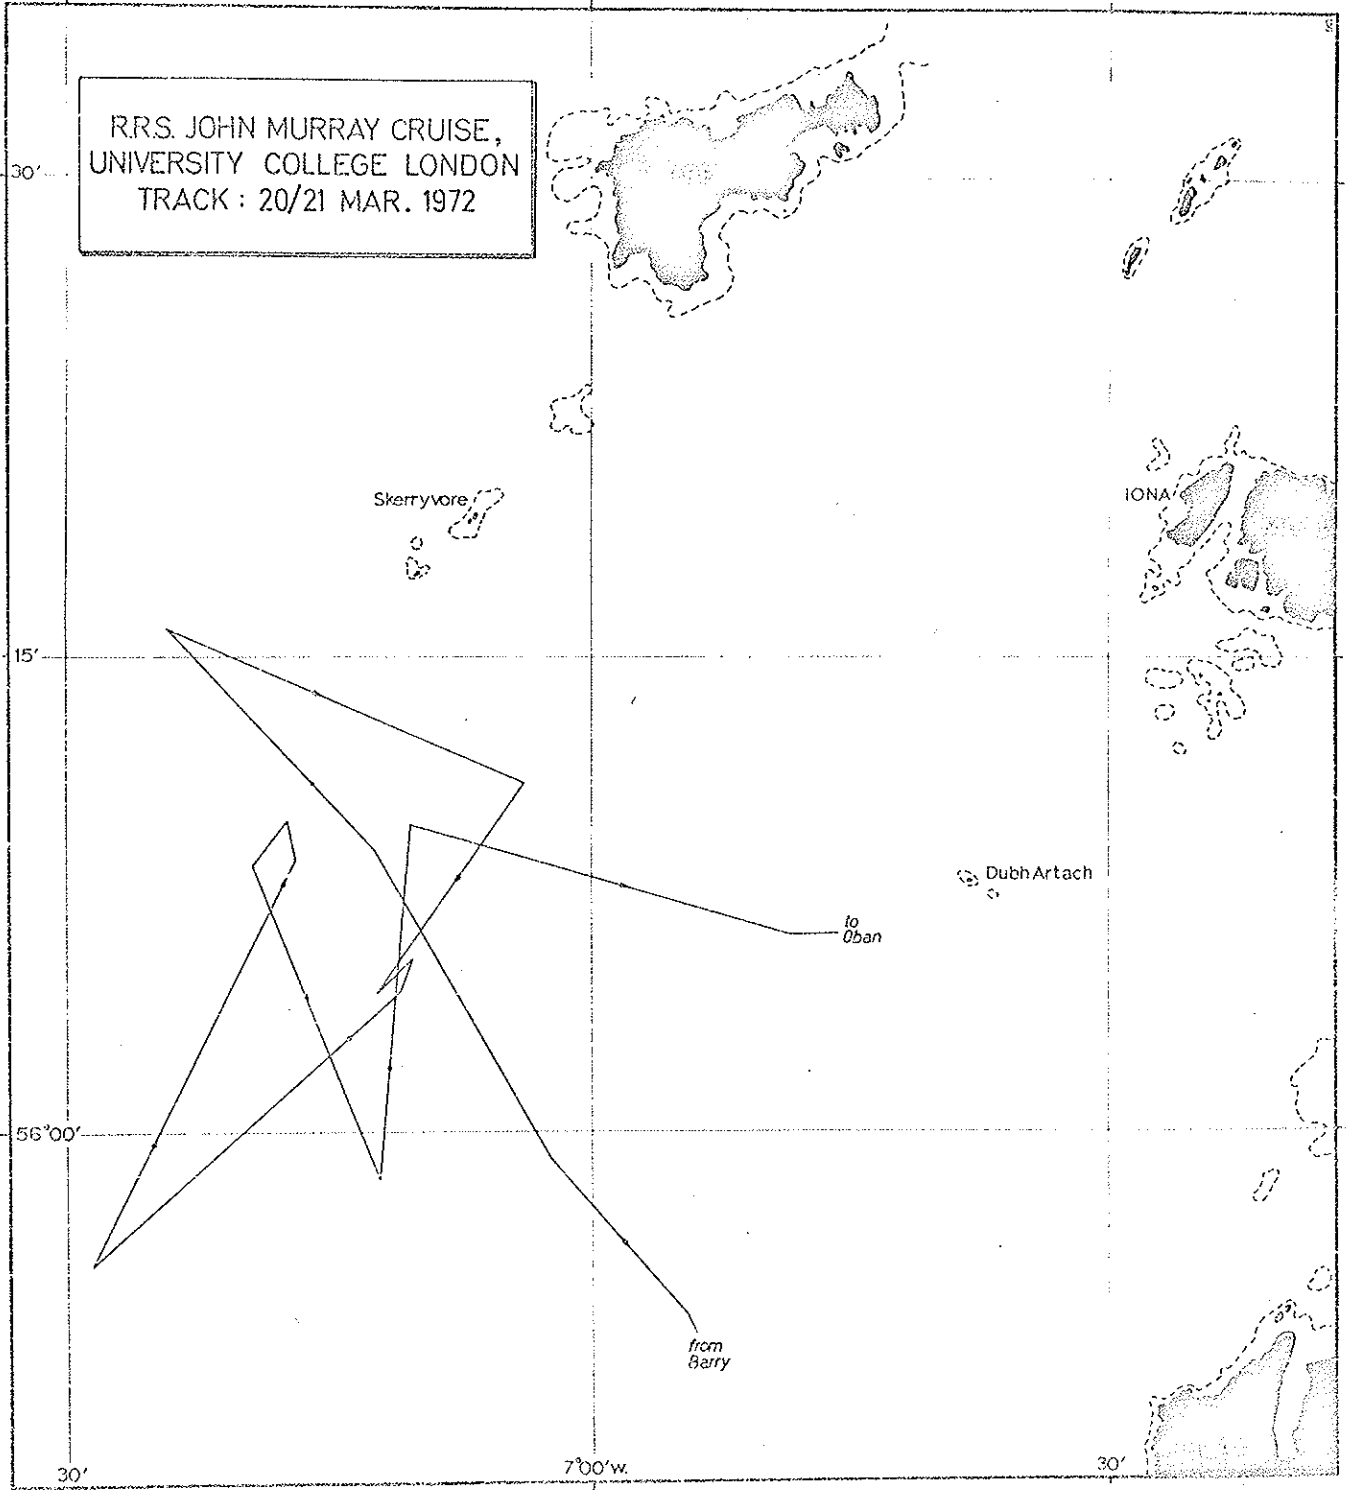 R.R.S. JOHN MURRAY CRUISE,
UNIVERSITY COLLEGE LONDON
TRACK : 20/21 MAR. 1972
30'
Skerryvore
IONA
15'
Dubh Artach
to
Oban
56°00'
from
Barry
30'
7°00'W.
30'